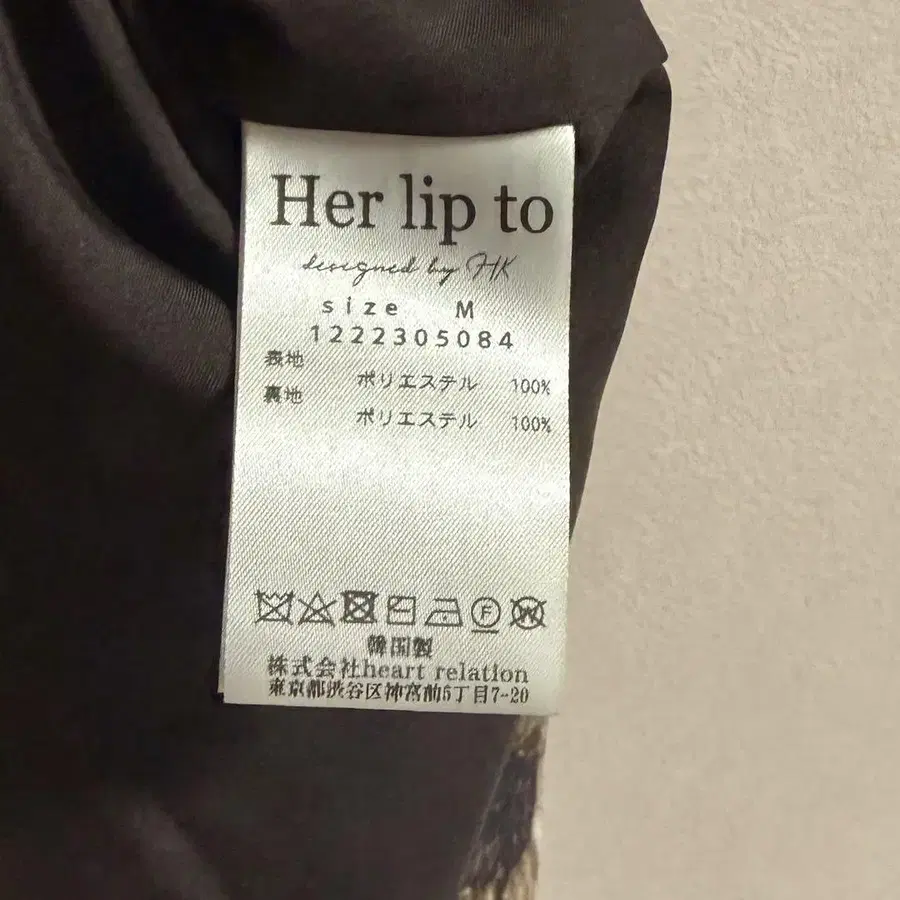 Her lip to
designed by HK
size M
1222305084
表地
ポリエステル 100%
裏地
ポリエステル 100%
F W
韓国製
株式会社heart relation
東京都渋谷区神宮前5丁目7-20